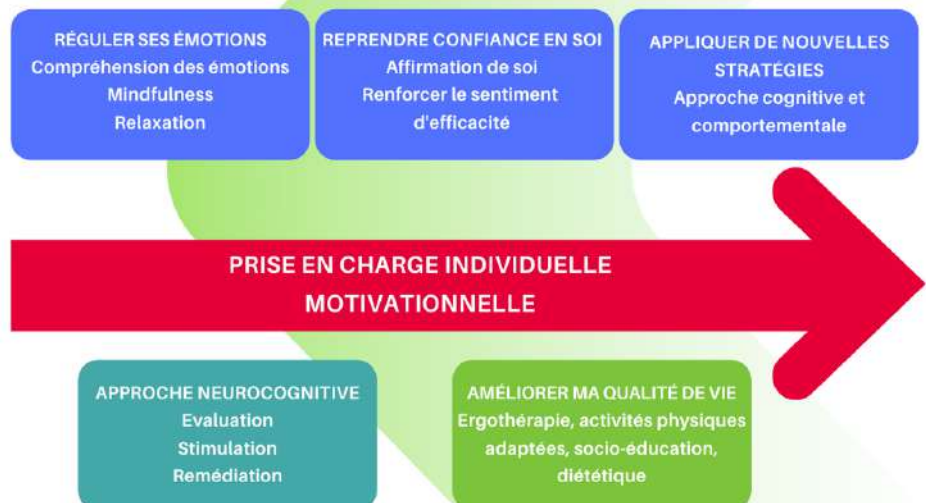 RÉGULER SES ÉMOTIONS
Compréhension des émotions
Mindfulness
Relaxation
REPRENDRE CONFIANCE EN SOI
Affirmation de soi
Renforcer le sentiment
d'efficacité
APPLIQUER DE NOUVELLES
STRATÉGIES
Approche cognitive et
comportementale
PRISE EN CHARGE INDIVIDUELLE
MOTIVATIONNELLE
APPROCHE NEUROCOGNITIVE
Evaluation
Stimulation
Remédiation
AMÉLIORER MA QUALITÉ DE VIE
Ergothérapie, activités physiques
adaptées, socio-éducation,
diététique